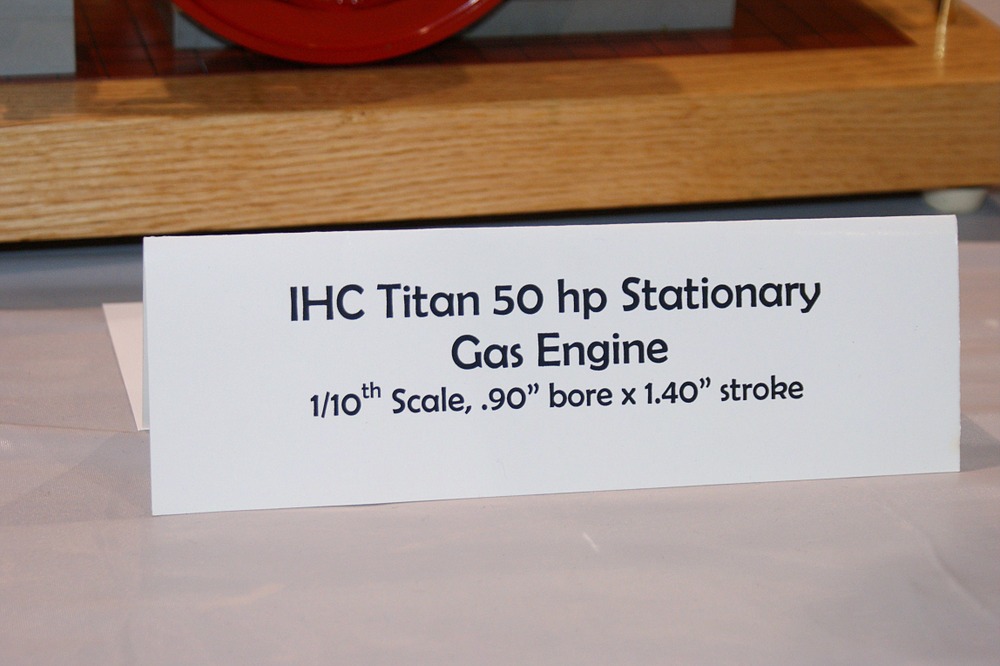 IHC Titan 50 hp Stationary
Gas Engine
1/10th Scale, .90” bore x 1.40” stroke